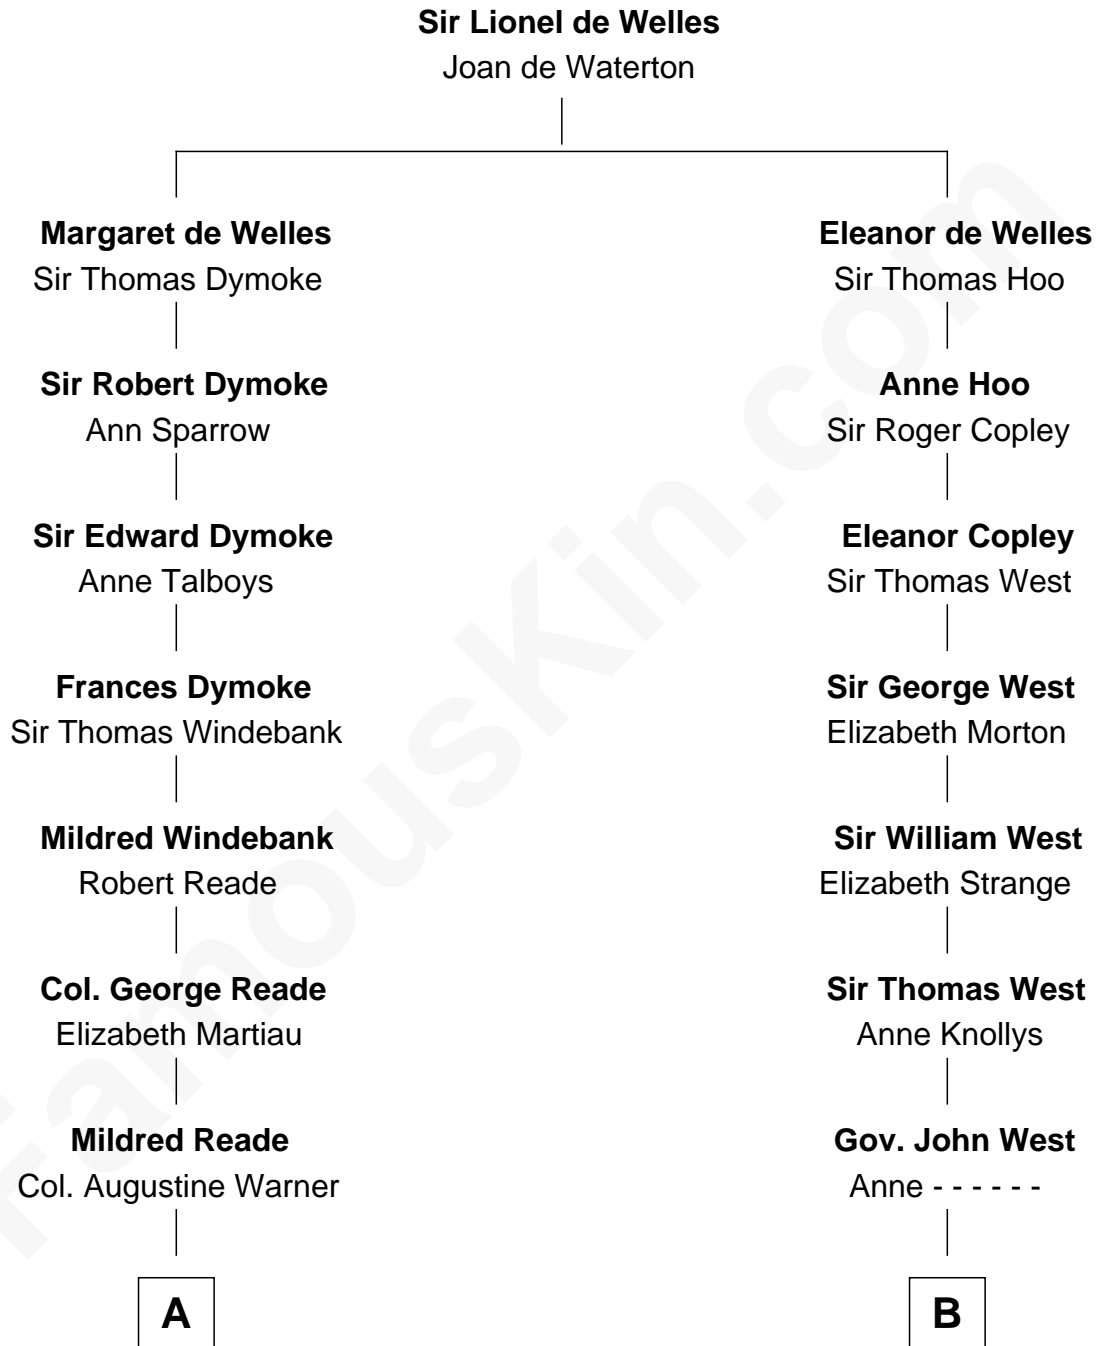 Sir Lionel de Welles
Joan de Waterton
Margaret de Welles
Sir Thomas Dymoke
Sir Robert Dymoke
Ann Sparrow
Sir Edward Dymoke
Anne Talboys
Frances Dymoke
Sir Thomas Windebank
Mildred Windebank
Robert Reade
Col. George Reade
Elizabeth Martiau
Mildred Reade
Col. Augustine Warner
A
Eleanor de Welles
Sir Thomas Hoo
Anne Hoo
Sir Roger Copley
Eleanor Copley
Sir Thomas West
Sir George West
Elizabeth Morton
Sir William West
Elizabeth Strange
Sir Thomas West
Anne Knollys
Gov. John West
Anne - - - - - -
B
FamousKin.com